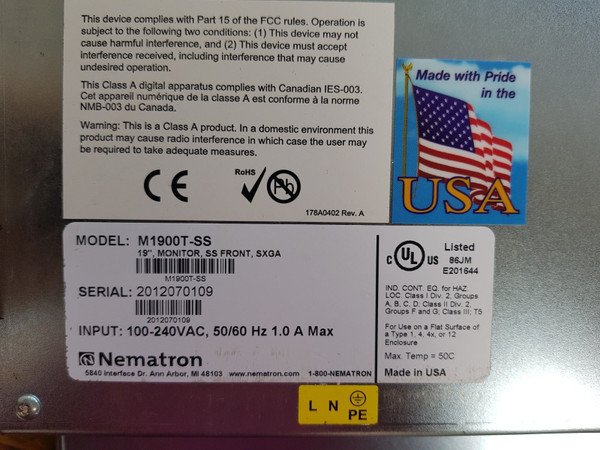 This device complies with Part 15 of the FCC rules. Operation is
subject to the following two conditions: (1) This device may not
cause harmful interference, and (2) This device must accept
interference received, including interference that may cause
undesired operation.
This Class A digital apparatus complies with Canadian IES-003.
Cet appareil numérique de la classe A est conforme à la norme
NMB-003 du Canada.
Warning: This is a Class A product. In a domestic environment this
product may cause radio interference in which case the user may
be required to take adequate measures.
CE
RoHS
Pb
178A0402 Rev. A
Made with Pride
in the
USA
MODEL: M1900T-SS
19", MONITOR, SS FRONT, SXGA
M1900T-SS
SERIAL: 2012070109
2012070109
INPUT: 100-240VAC, 50/60 Hz 1.0 A Max
Nematron
5840 Interface Dr. Ann Arbor, MI 48103 www.nematron.com 1-800-NEMATRON
C UL US
Listed
86JM
E201644
IND. CONT. EQ. for HAZ.
LOC. Class I Div. 2, Groups
A, B, C, D; Class II Div. 2,
Groups F and G; Class III; T5
For Use on a Flat Surface of
a Type 1, 4, 4x, or 12
Enclosure
Max. Temp = 50C
Made in USA
L N PE